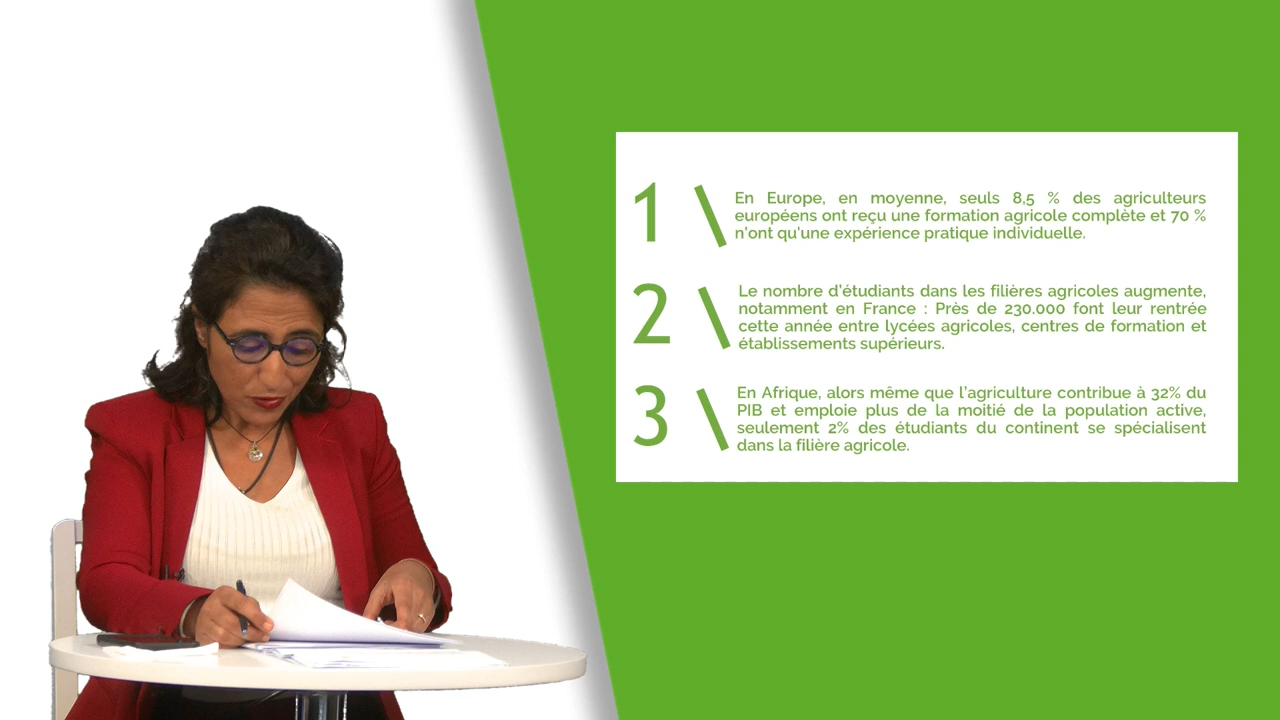 1 \ En Europe, en moyenne, seuls 8,5 % des agriculteurs
européens ont reçu une formation agricole complète et 70 %
n'ont qu'une expérience pratique individuelle.
2 \ Le nombre d'étudiants dans les filières agricoles augmente,
notamment en France : Près de 230.000 font leur rentrée
cette année entre lycées agricoles, centres de formation et
établissements supérieurs.
3 \ En Afrique, alors même que l'agriculture contribue à 32% du
PIB et emploie plus de la moitié de la population active,
seulement 2% des étudiants du continent se spécialisent
dans la filière agricole.